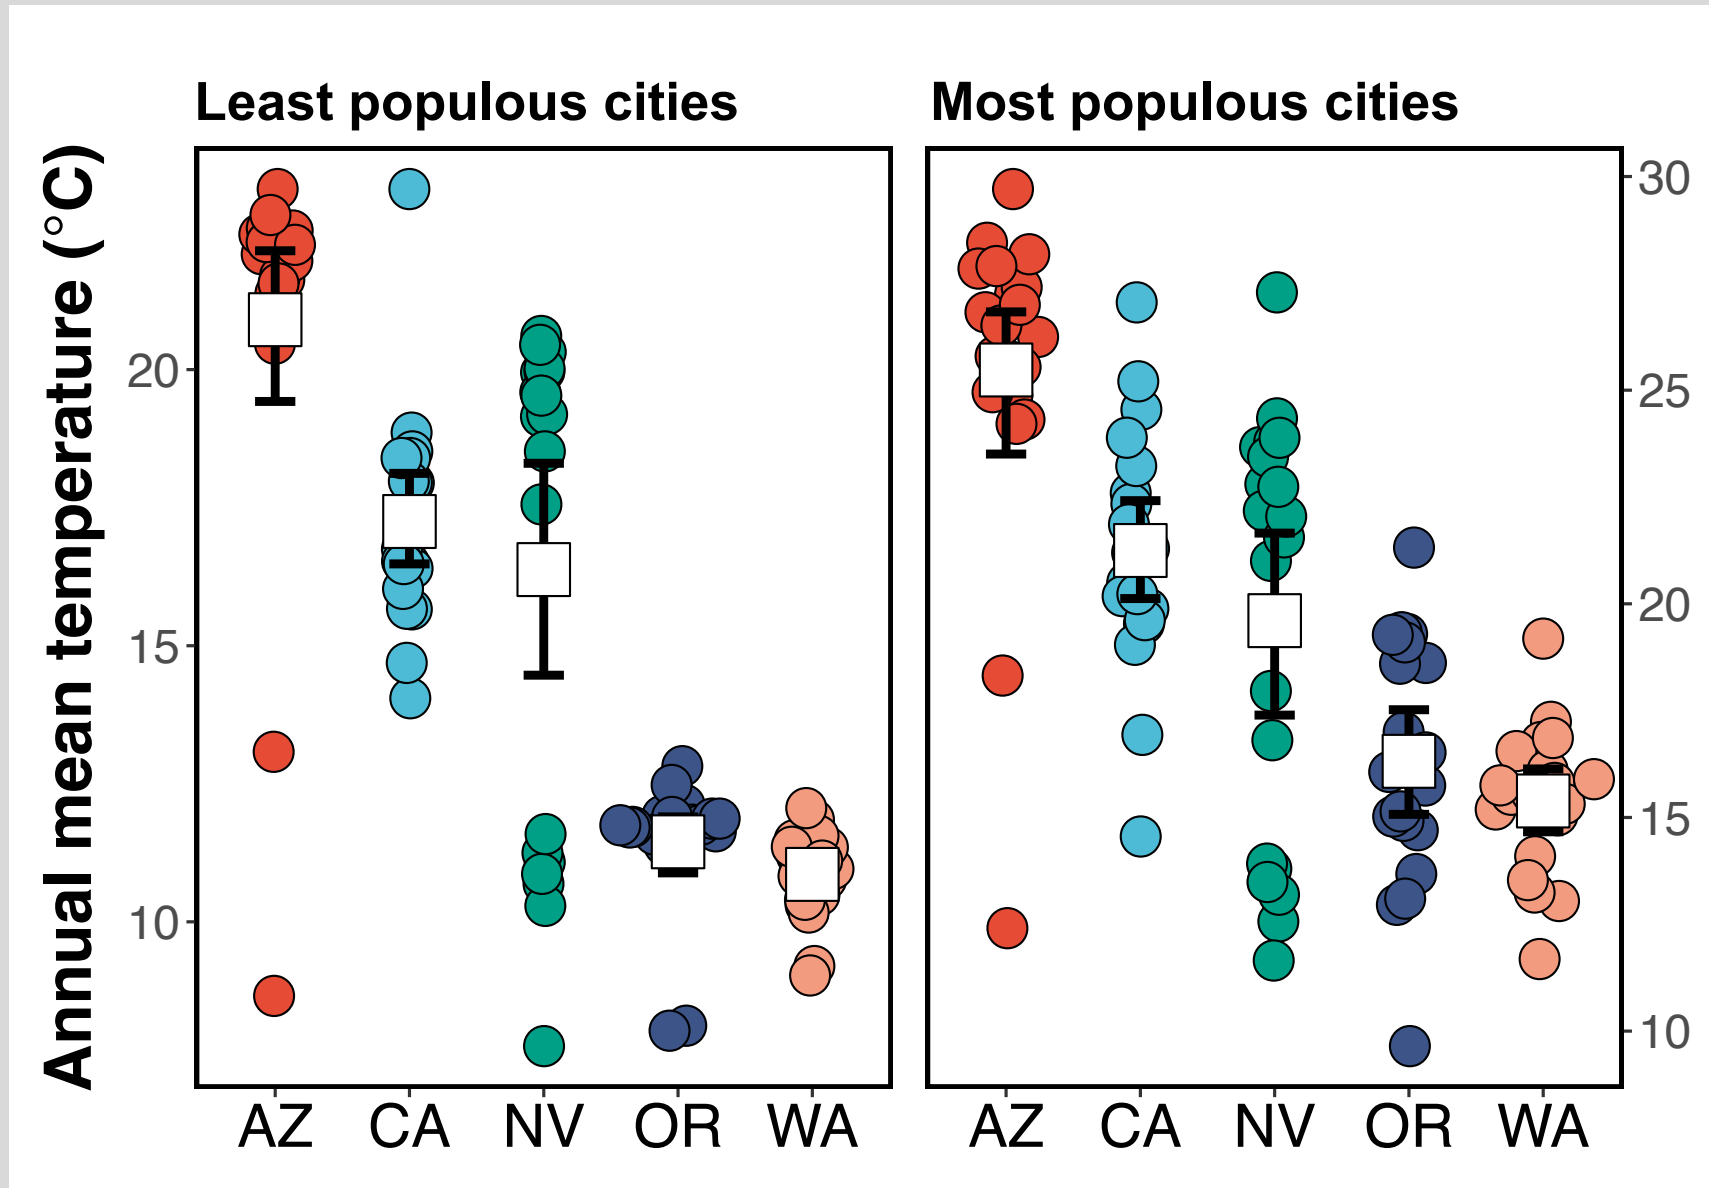 Least populous cities
Most populous cities
Annual mean temperature (°C)
20
15
10
30
25
20
15
10
AZ CA NV OR WA
AZ CA NV OR WA